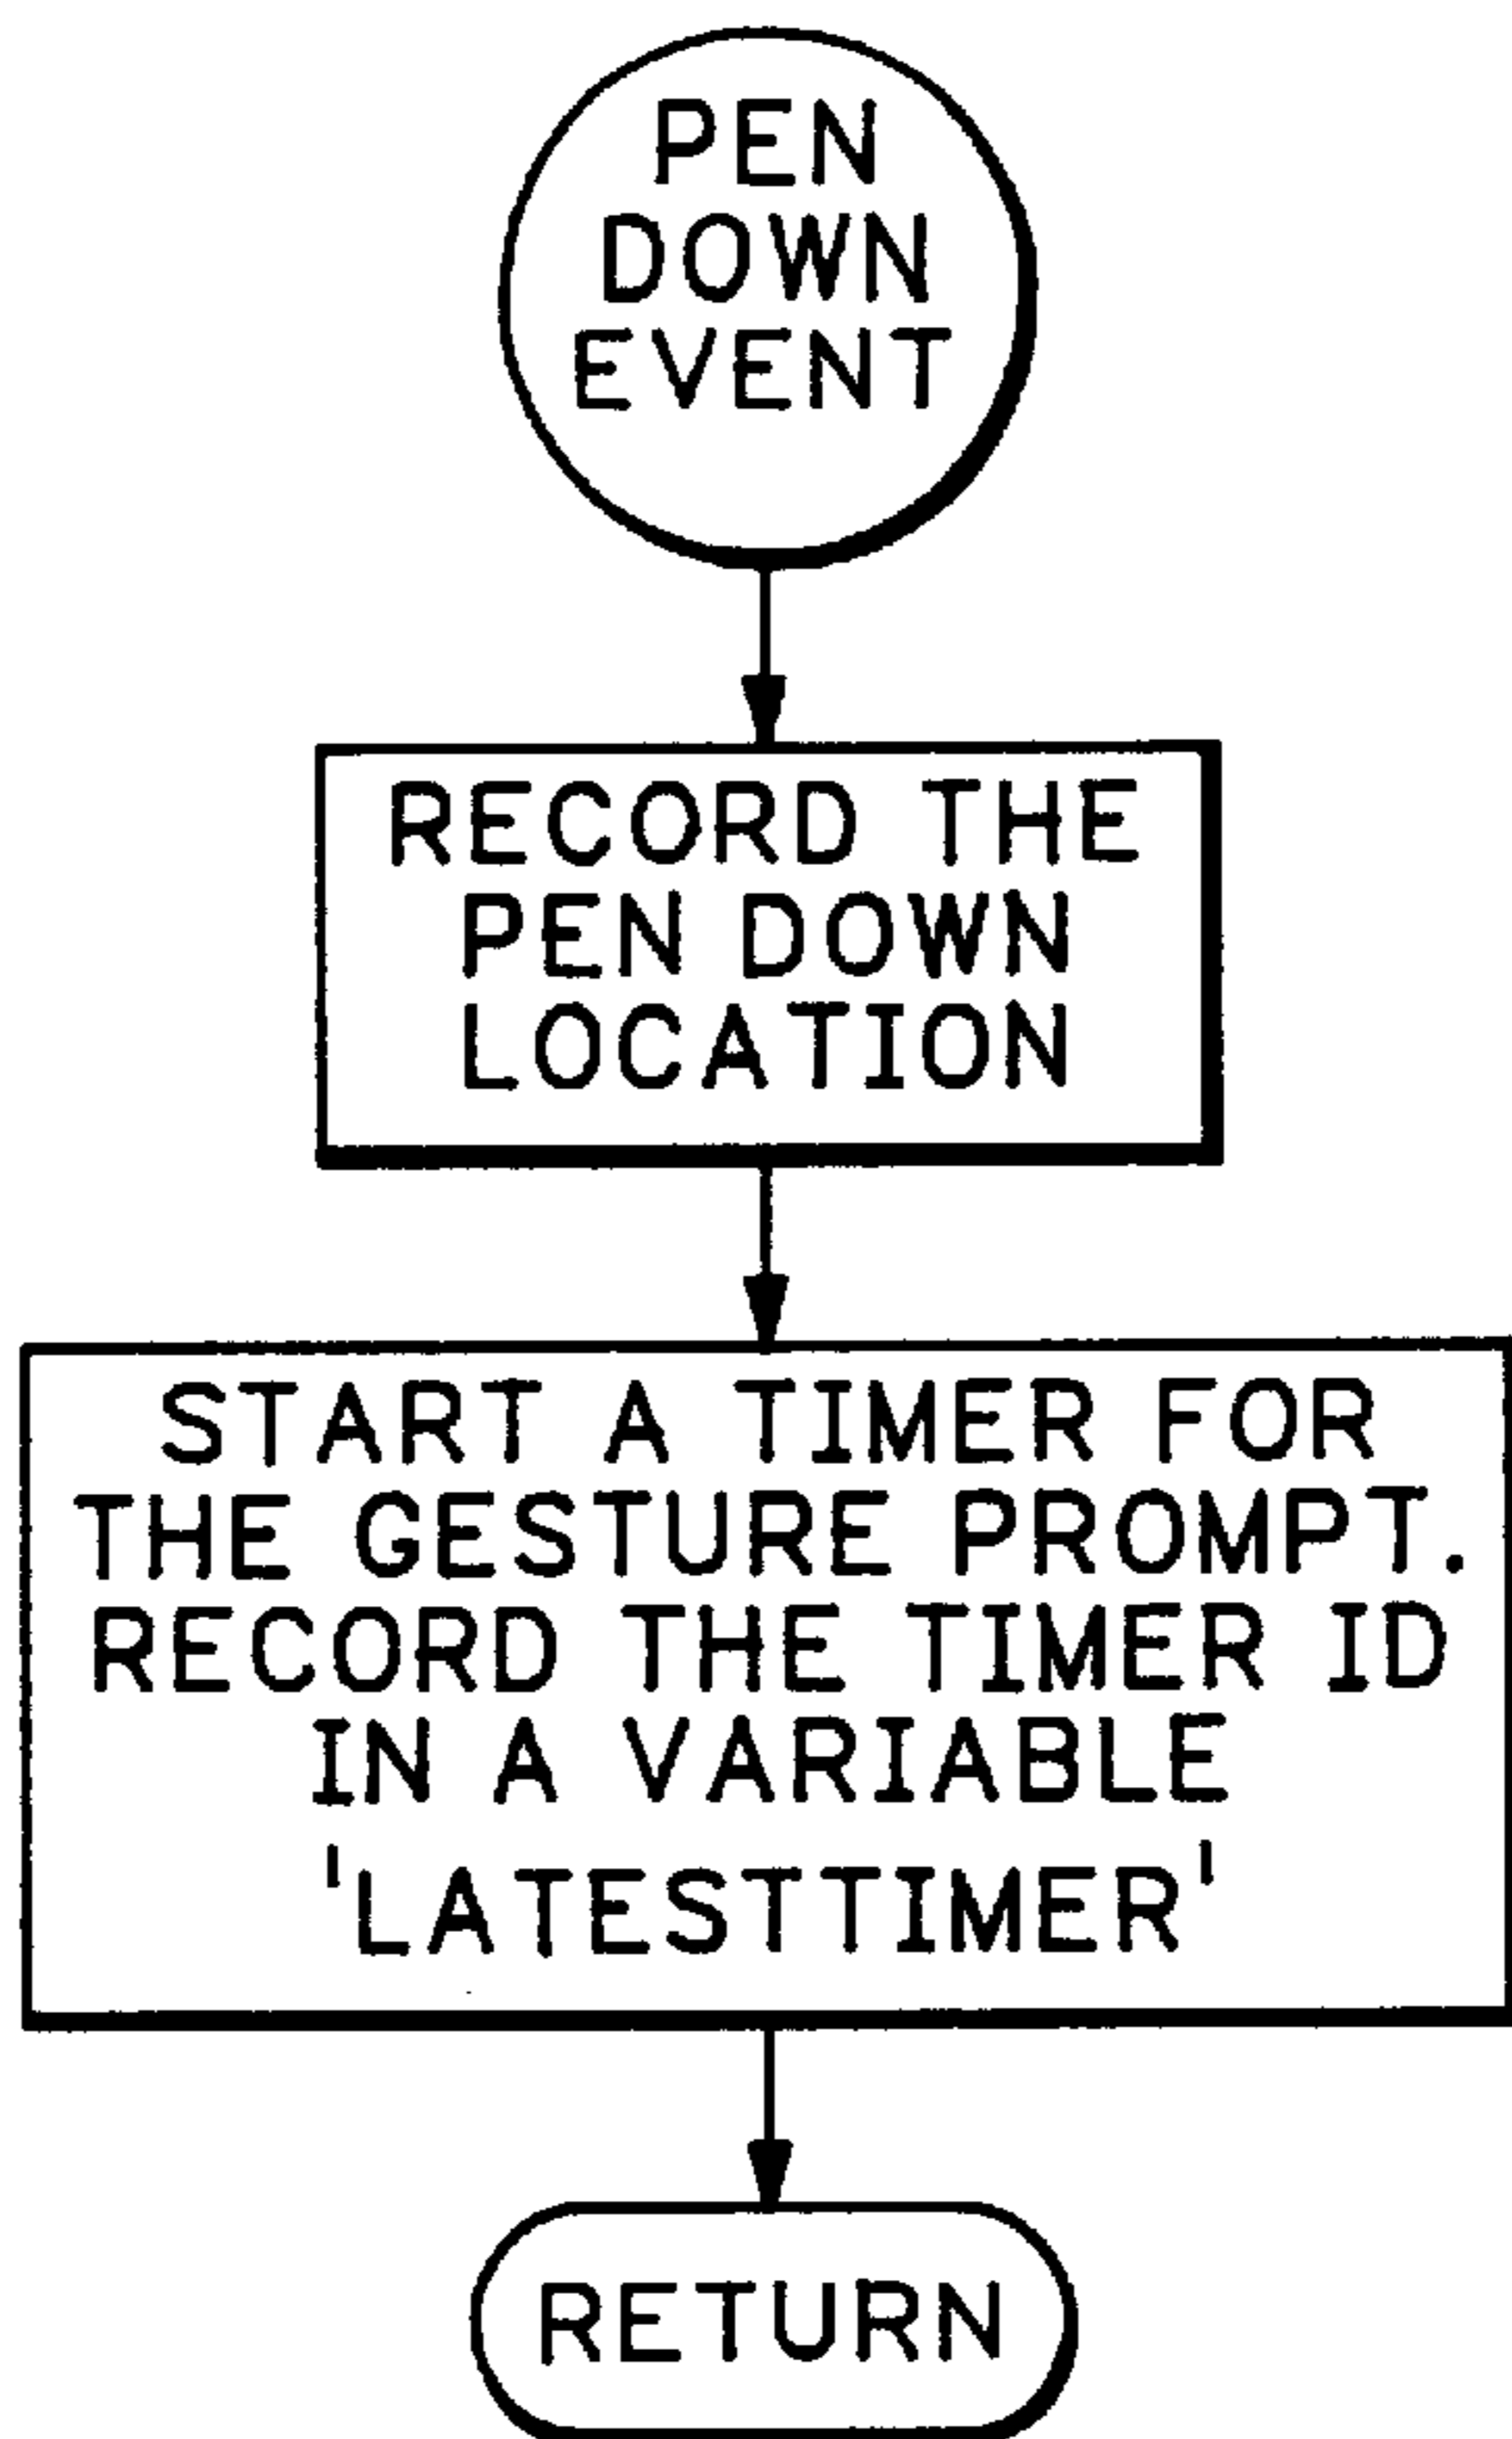 PEN
DOWN
EVENT
RECORD THE
PEN DOWN
LOCATION
START A TIMER FOR
THE GESTURE PROMPT.
RECORD THE TIMER ID
IN A VARIABLE
'LATESTTIMER'
RETURN